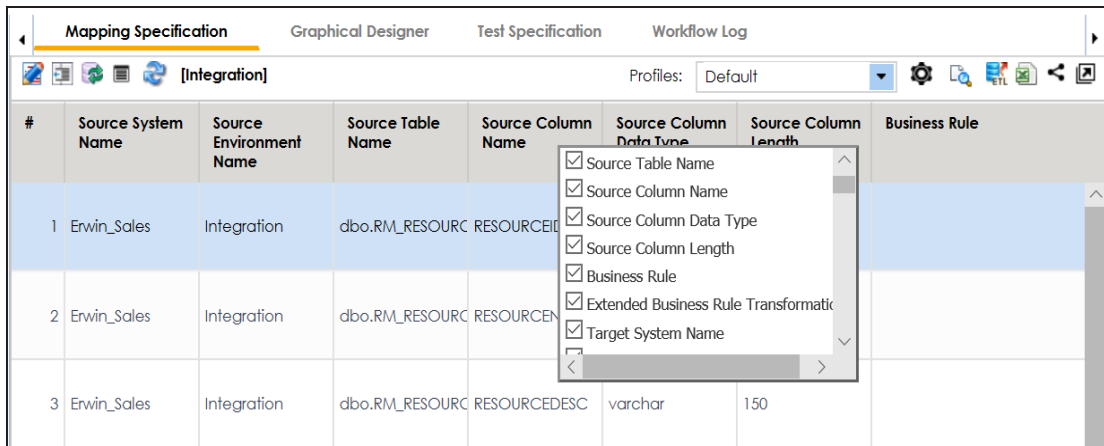 Mapping Specification Graphical Designer Test Specification Workflow Log
[Integration] Profiles: Default ETL
# Source System Name Source Environment Name Source Table Name Source Column Name Source Column Data Type Source Column Length Business Rule
Source Table Name
Source Column Name
Source Column Data Type
Source Column Length
Business Rule
Extended Business Rule Transformatio
Target System Name
1 Erwin_Sales Integration dbo.RM_RESOURC RESOURCEID
2 Erwin_Sales Integration dbo.RM_RESOURC RESOURCEN
3 Erwin_Sales Integration dbo.RM_RESOURC RESOURCEDESC varchar 150